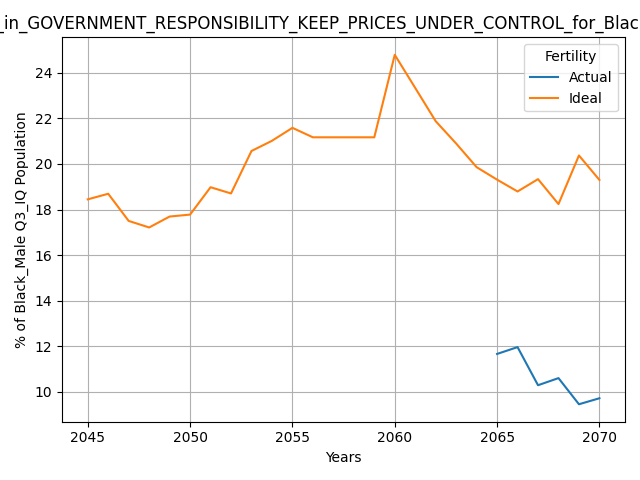 _in_GOVERNMENT_RESPONSIBILITY_KEEP_PRICES_UNDER_CONTROL_for_Blac
Fertility
Actual
Ideal
% of Black_Male Q3_IQ Population
24
22
20
18
16
14
12
10
2045 2050 2055 2060 2065 2070
Years